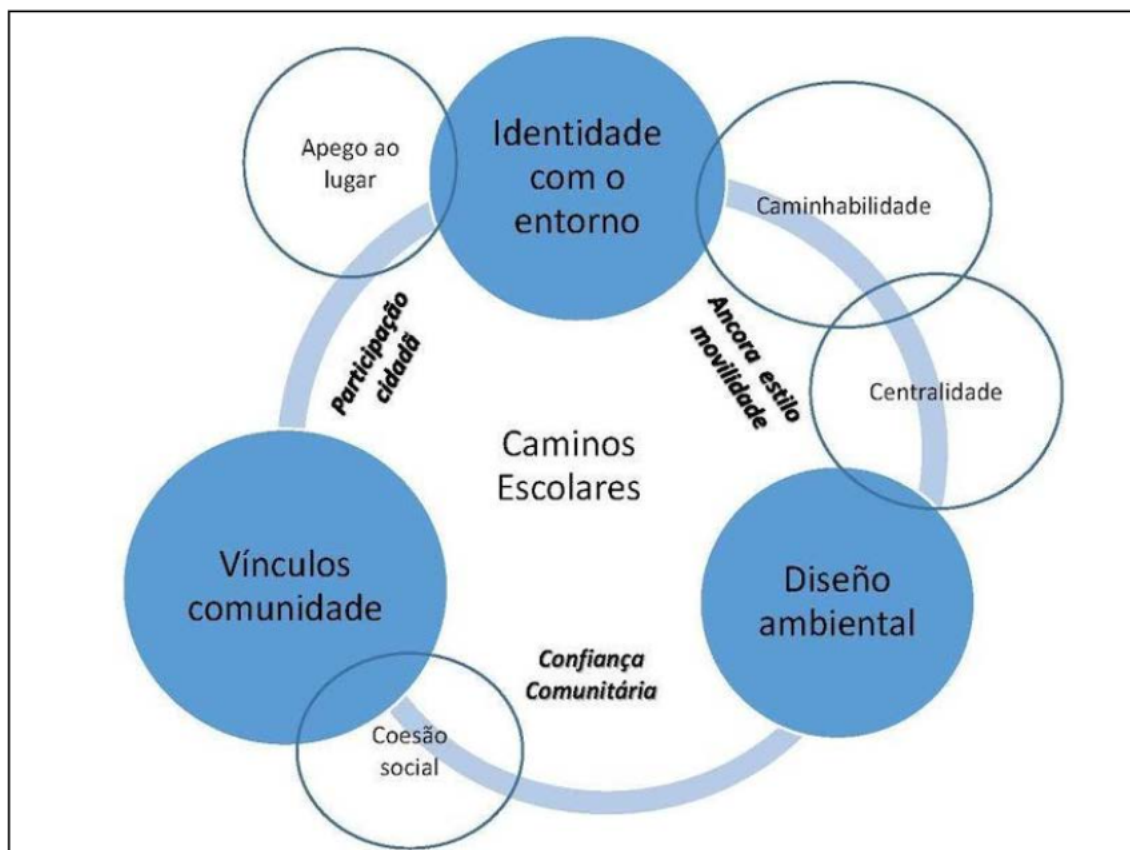 Identidade
com o
entorno
Apego ao
lugar
Caminhabilidade
Centralidade
Participação
cidadã
Ancora estilo
movilidade
Caminos
Escolares
Vínculos
comunidade
Diseño
ambiental
Confiança
Comunitária
Coesão
social